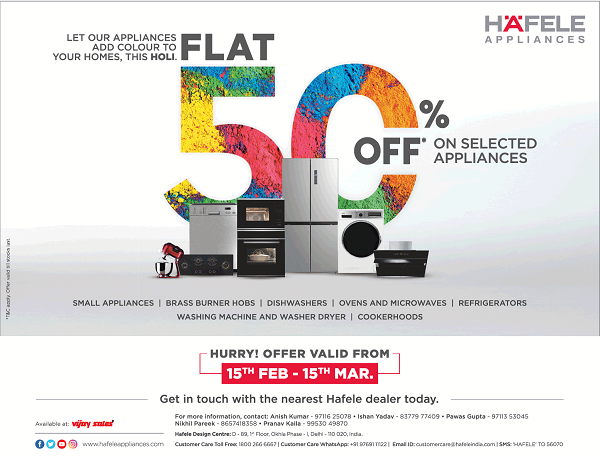 LET OUR APPLIANCES
ADD COLOUR TO
YOUR HOMES, THIS HOLI.
FLAT
50%
OFF* ON SELECTED
APPLIANCES
HÄFELE
APPLIANCES
*T&C apply. Offer valid till stocks last.
SMALL APPLIANCES | BRASS BURNER HOBS | DISHWASHERS | OVENS AND MICROWAVES | REFRIGERATORS
WASHING MACHINE AND WASHER DRYER | COOKERHOODS
HURRY! OFFER VALID FROM
15TH FEB - 15TH MAR.
Get in touch with the nearest Hafele dealer today.
Available at: vijay sales
www.hafeleappliances.com
For more information, contact: Anish Kumar - 97116 25078 • Ishan Yadav - 83779 77409 • Pawas Gupta - 97113 53045
Nikhil Pareek - 8657418358 • Pranav Kaila - 99530 49870
Hafele Design Centre: D - 89, 1st Floor, Okhla Phase - I, Delhi - 110 020, India.
Customer Care Toll Free: 1800 266 6667 | Customer Care WhatsApp: +91 97691 11122 | Email ID: customercare@hafeleindia.com | SMS: 'HAFELE' TO 56070